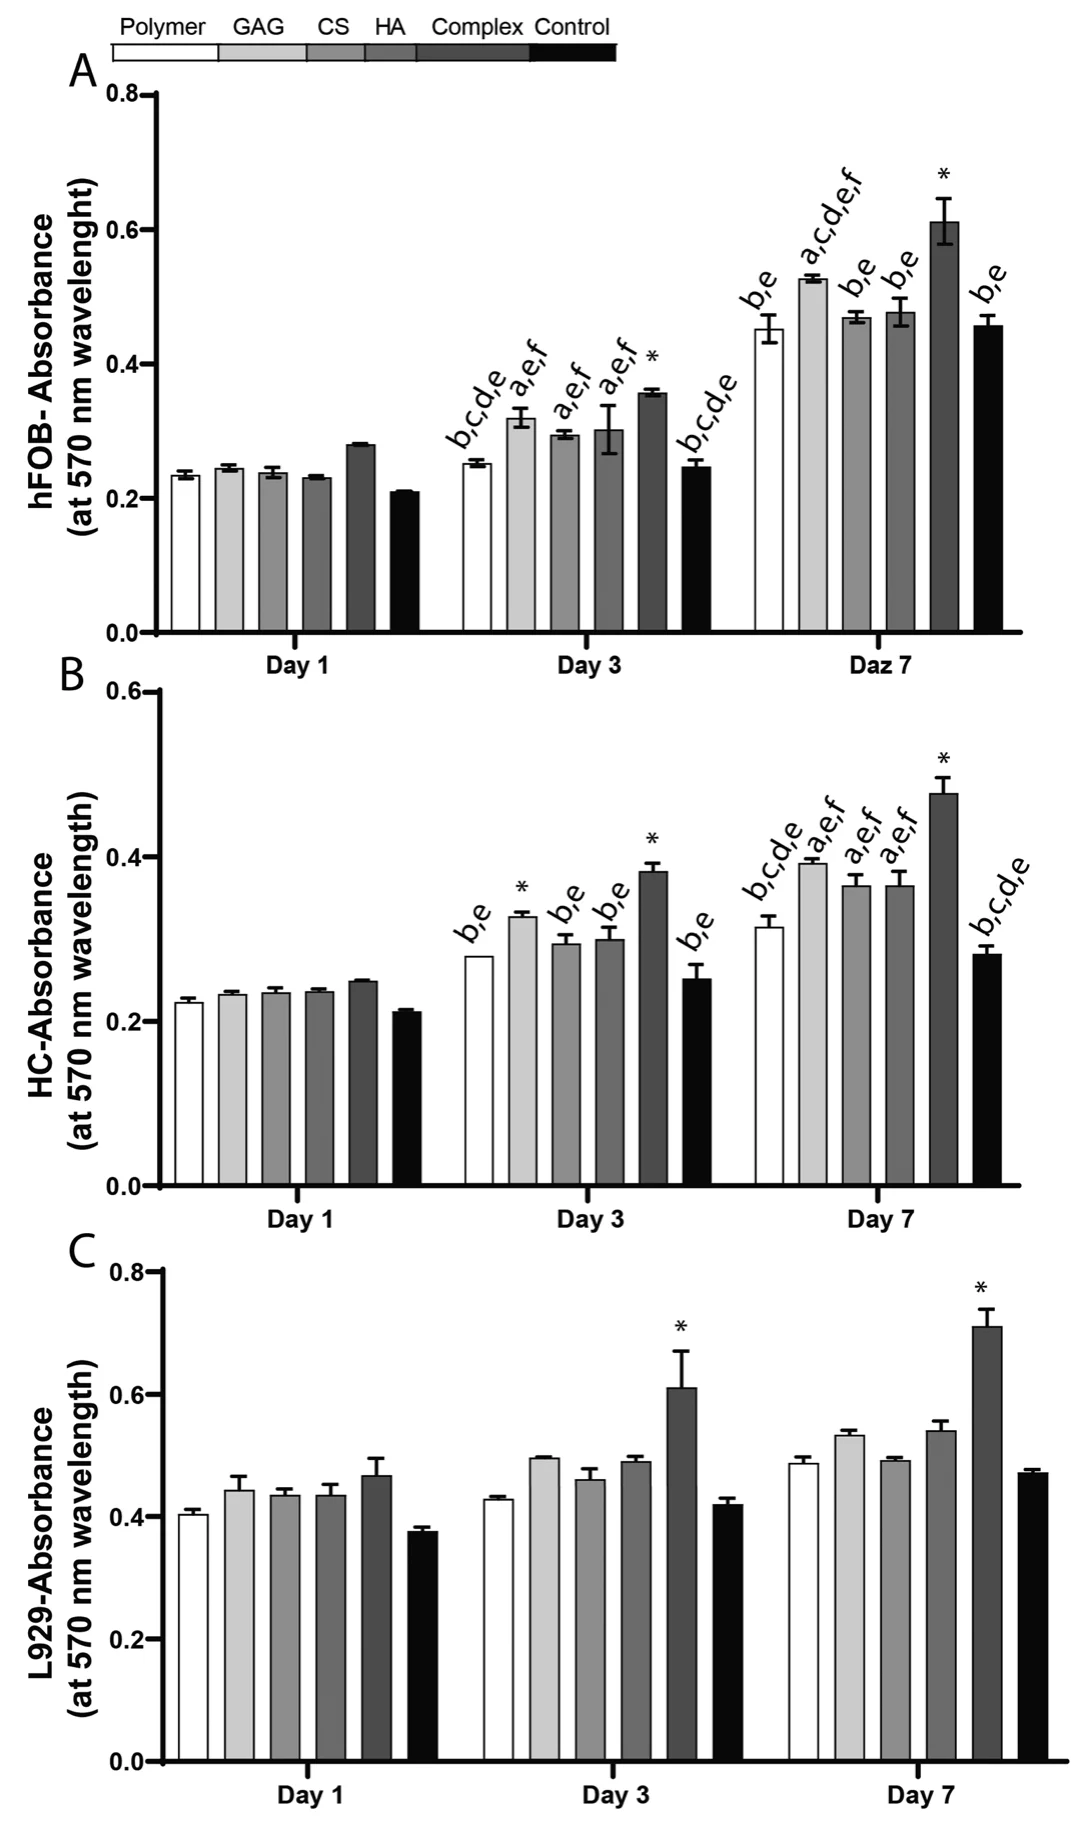 Polymer GAG CS HA Complex Control
A
0.8
0.6
0.4
0.2
0.0
hFOB- Absorbance
(at 570 nm wavelenght)
b,c,d,e
a,e,f
a,e,f
a,e,f
*
b,c,d,e
b,e
a,c,d,e,f
b,e
b,e
*
b,e
Day 1 Day 3 Daz 7
B
0.6
0.4
0.2
0.0
HC-Absorbance
(at 570 nm wavelength)
b,e
*
b,e
b,e
*
b,e
b,c,d,e
a,e,f
a,e,f
a,e,f
*
b,c,d,e
Day 1 Day 3 Day 7
C
0.8
0.6
0.4
0.2
0.0
L929-Absorbance
(at 570 nm wavelength)
*
*
Day 1 Day 3 Day 7